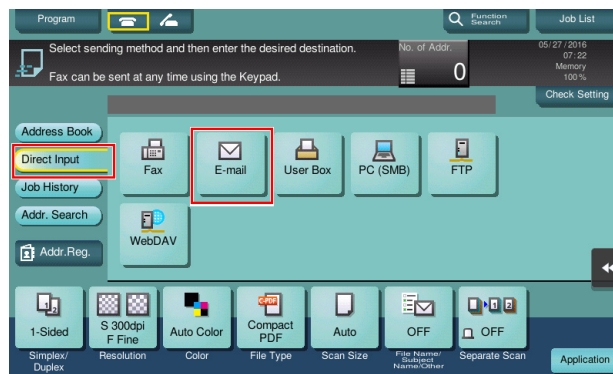 Program
Function
Search
Job List
Select sending method and then enter the desired destination.
Fax can be sent at any time using the Keypad.
No. of Addr.
0
05/27/2016
07:22
Memory
100%
Check Setting
Address Book
Direct Input
Job History
Addr. Search
Addr.Reg.
Fax
E-mail
User Box
PC (SMB)
FTP
WebDAV
1-Sided
S 300dpi
F Fine
Auto Color
cPDF
Compact
PDF
Auto
OFF
OFF
Simplex/
Duplex
Resolution
Color
File Type
Scan Size
File Name/
Subject
Name/Other
Separate Scan
Application